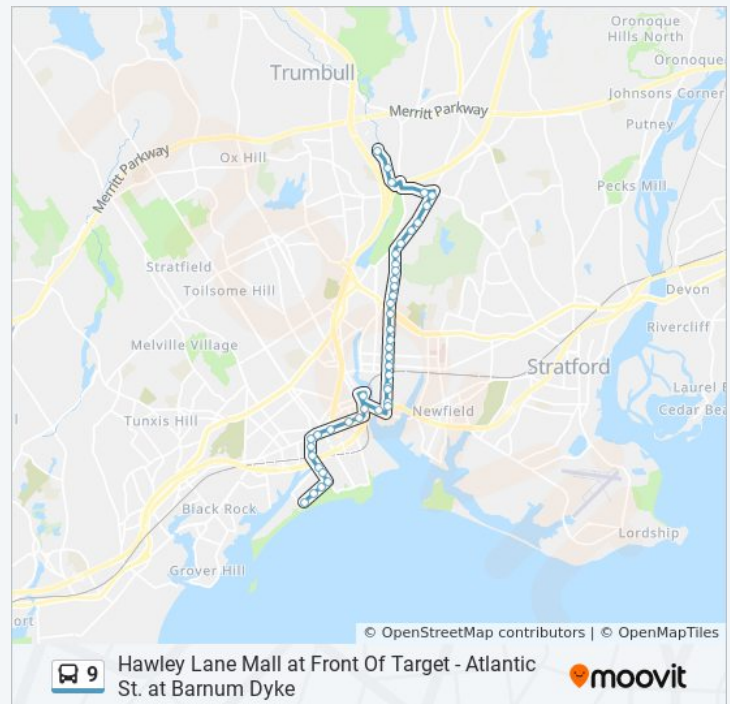 Oronoque
Hills North
Oronoque
Trumbull
Johnsons Corner
Merritt Parkway
Putney
Ox Hill
Merritt Parkway
Pecks Mill
Stratfield
Toilsome Hill
Devon
Rivercliff
Melville Village
Stratford
Laurel B
Cedar Bea
Newfield
Tunxis Hill
Black Rock
Lordship
Grover Hill
ort
© OpenStreetMap contributors | © OpenMapTiles
9
Hawley Lane Mall at Front Of Target - Atlantic
St. at Barnum Dyke
moovit